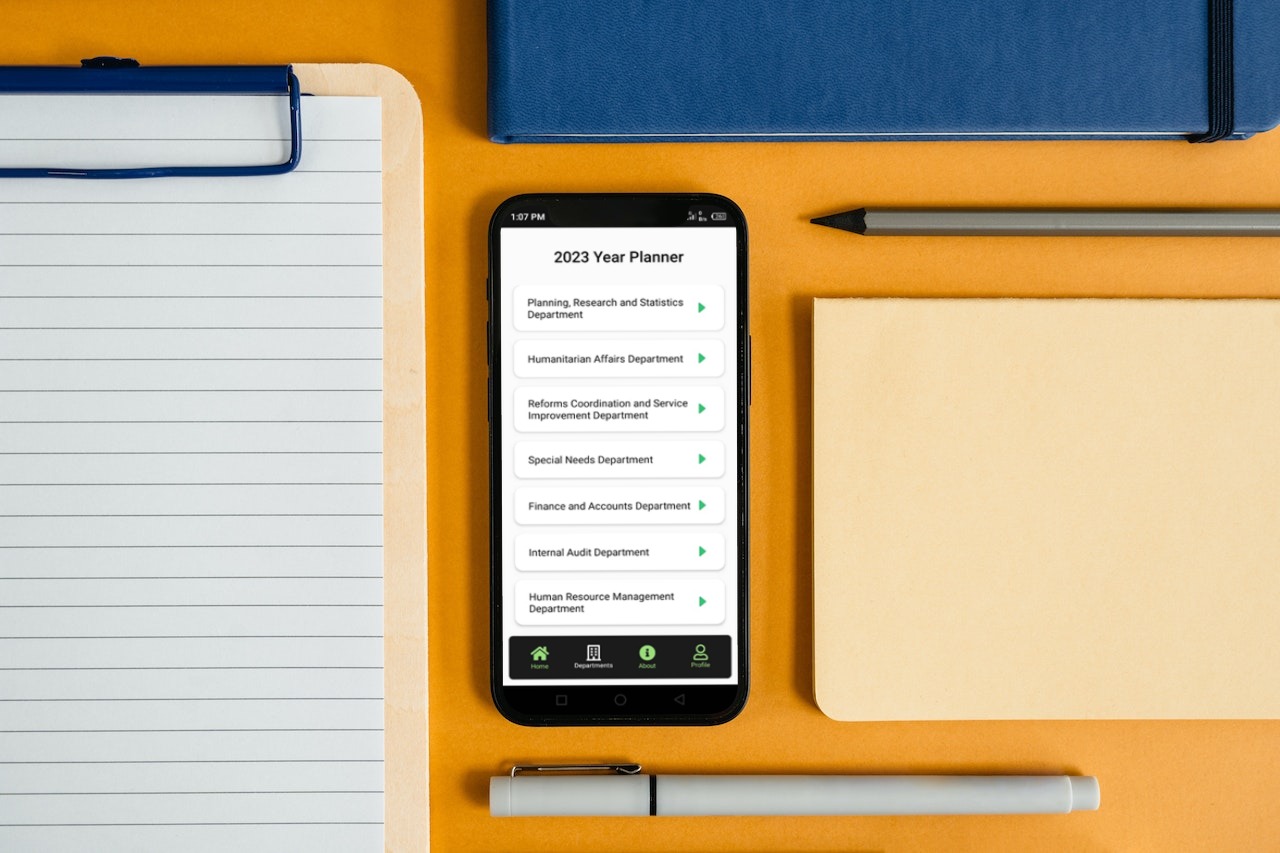 1:07 PM
2023 Year Planner
Planning, Research and Statistics
Department
Humanitarian Affairs Department
Reforms Coordination and Service
Improvement Department
Special Needs Department
Finance and Accounts Department
Internal Audit Department
Human Resource Management
Department
Home Departments About Profile